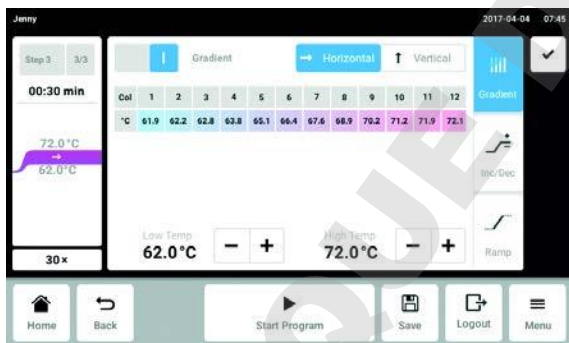 Jenny
2017-04-04 07:45
Step 3 3/3
00:30 min
72.0°C
62.0°C
30×
Gradient
Horizontal
Vertical
Col 1 2 3 4 5 6 7 8 9 10 11 12
°C 61.9 62.2 62.8 63.8 65.1 66.4 67.6 68.9 70.2 71.2 71.9 72.1
Low Temp
62.0°C
High Temp
72.0°C
Gradient
Inc/Dec
Ramp
Home
Back
Start Program
Save
Logout
Menu